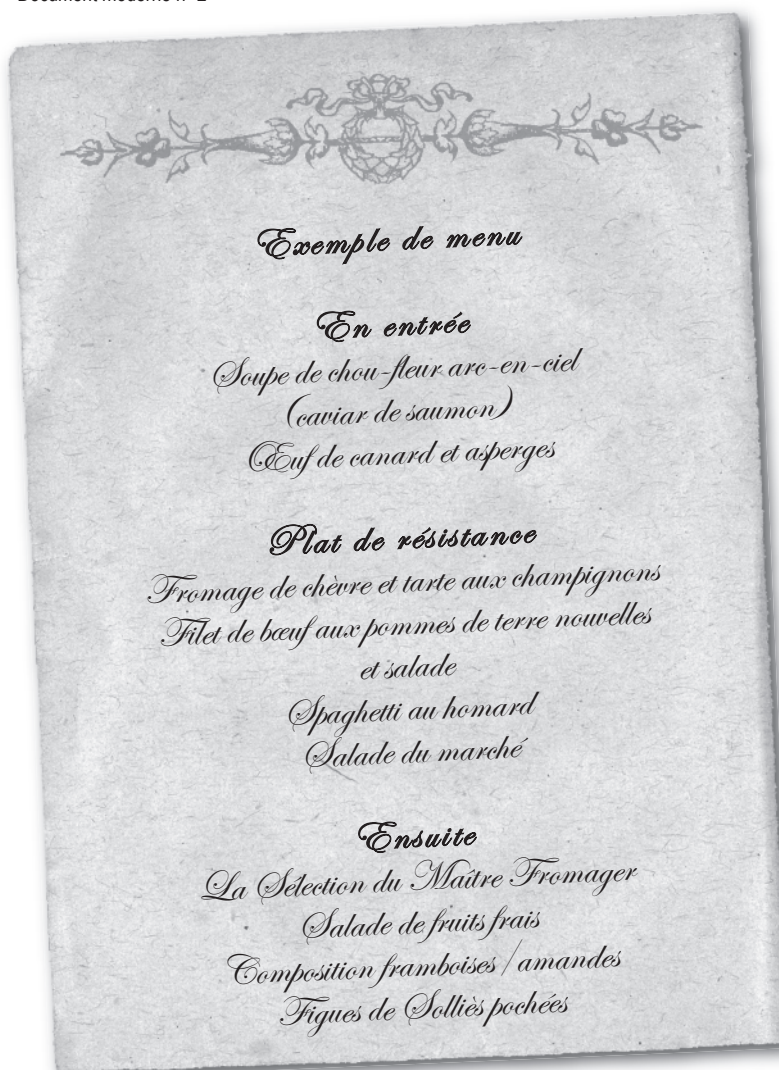 Document moderne n° 2
Exemple de menu
En entrée
Soupe de chou-fleur arc-en-ciel
(caviar de saumon)
Œuf de canard et asperges
Plat de résistance
Fromage de chèvre et tarte aux champignons
Filet de bœuf aux pommes de terre nouvelles
et salade
Spaghetti au homard
Salade du marché
Ensuite
La Sélection du Maître Fromager
Salade de fruits frais
Composition framboises / amandes
Figues de Solliès pochées